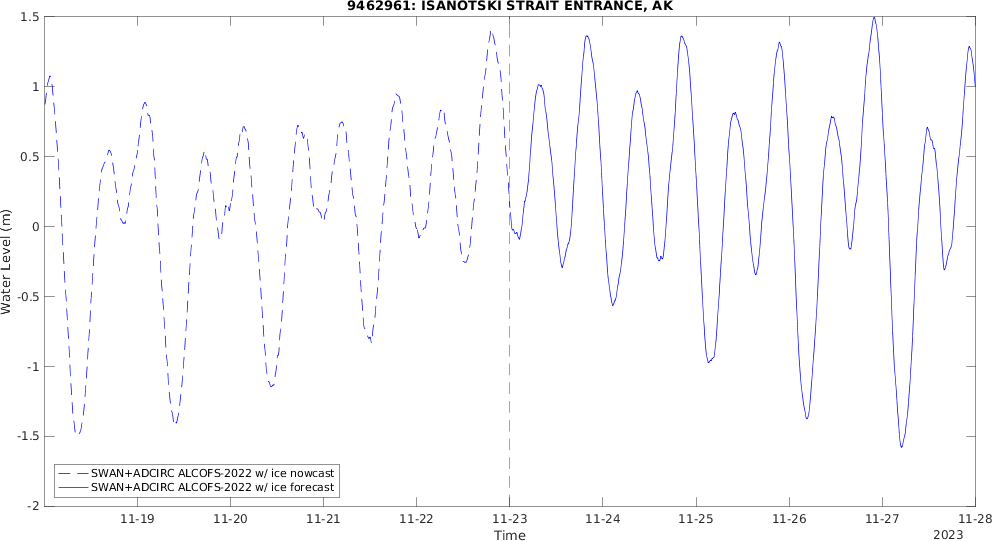 9462961: ISANOTSKI STRAIT ENTRANCE, AK
1.5
1
0.5
0
-0.5
-1
-1.5
-2
Water Level (m)
SWAN+ADCIRC ALCOFS-2022 w/ ice nowcast
SWAN+ADCIRC ALCOFS-2022 w/ ice forecast
11-19 11-20 11-21 11-22 11-23 11-24 11-25 11-26 11-27 11-28
Time
2023